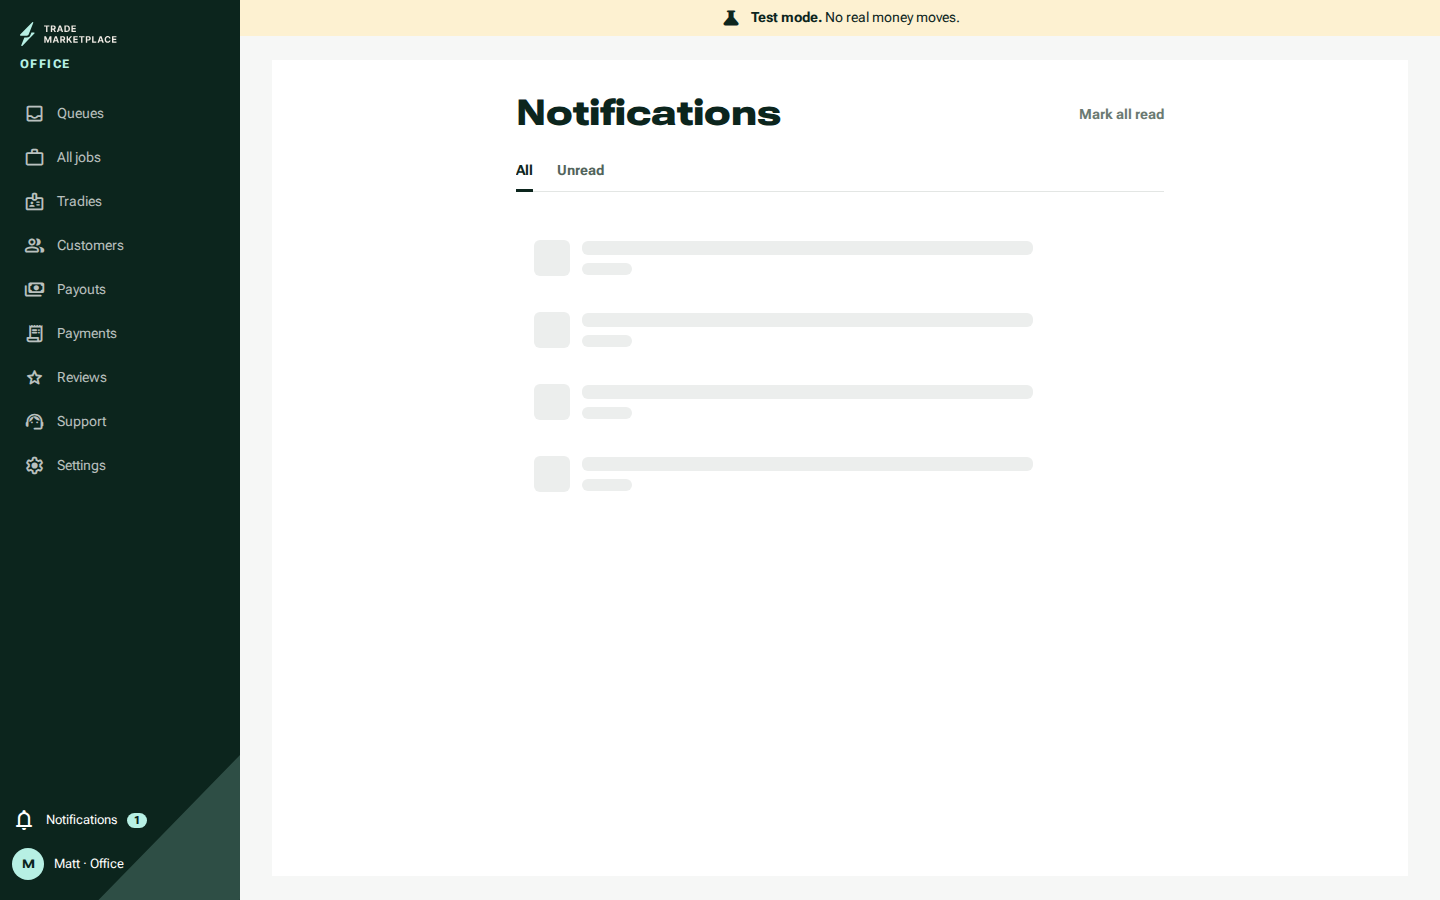 TRADE
MARKETPLACE
OFFICE
Queues
All jobs
Tradies
Customers
Payouts
Payments
Reviews
Support
Settings
Notifications 1
M Matt · Office
Test mode. No real money moves.
Notifications
Mark all read
All Unread